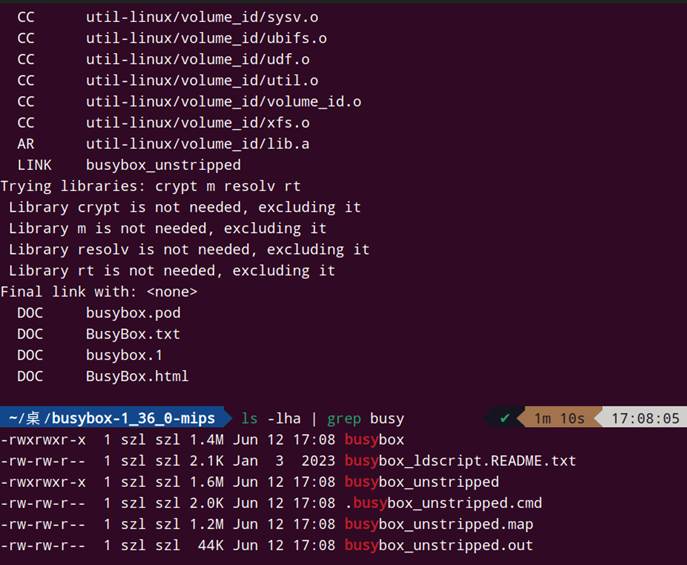 CC util-linux/volume_id/sysv.o
CC util-linux/volume_id/ubifs.o
CC util-linux/volume_id/udf.o
CC util-linux/volume_id/util.o
CC util-linux/volume_id/volume_id.o
CC util-linux/volume_id/xfs.o
AR util-linux/volume_id/lib.a
LINK busybox_unstripped
Trying libraries: crypt m resolv rt
Library crypt is not needed, excluding it
Library m is not needed, excluding it
Library resolv is not needed, excluding it
Library rt is not needed, excluding it
Final link with: <none>
DOC busybox.pod
DOC BusyBox.txt
DOC busybox.1
DOC BusyBox.html
~/桌/busybox-1_36_0-mips ls -lha | grep busy ✔ 1m 10s 17:08:05
-rwxrwxr-x 1 szl szl 1.4M Jun 12 17:08 busybox
-rw-rw-r-- 1 szl szl 2.1K Jan 3 2023 busybox_ldscript.README.txt
-rwxrwxr-x 1 szl szl 1.6M Jun 12 17:08 busybox_unstripped
-rw-rw-r-- 1 szl szl 2.0K Jun 12 17:08 .busybox_unstripped.cmd
-rw-rw-r-- 1 szl szl 1.2M Jun 12 17:08 busybox_unstripped.map
-rw-rw-r-- 1 szl szl 44K Jun 12 17:08 busybox_unstripped.out